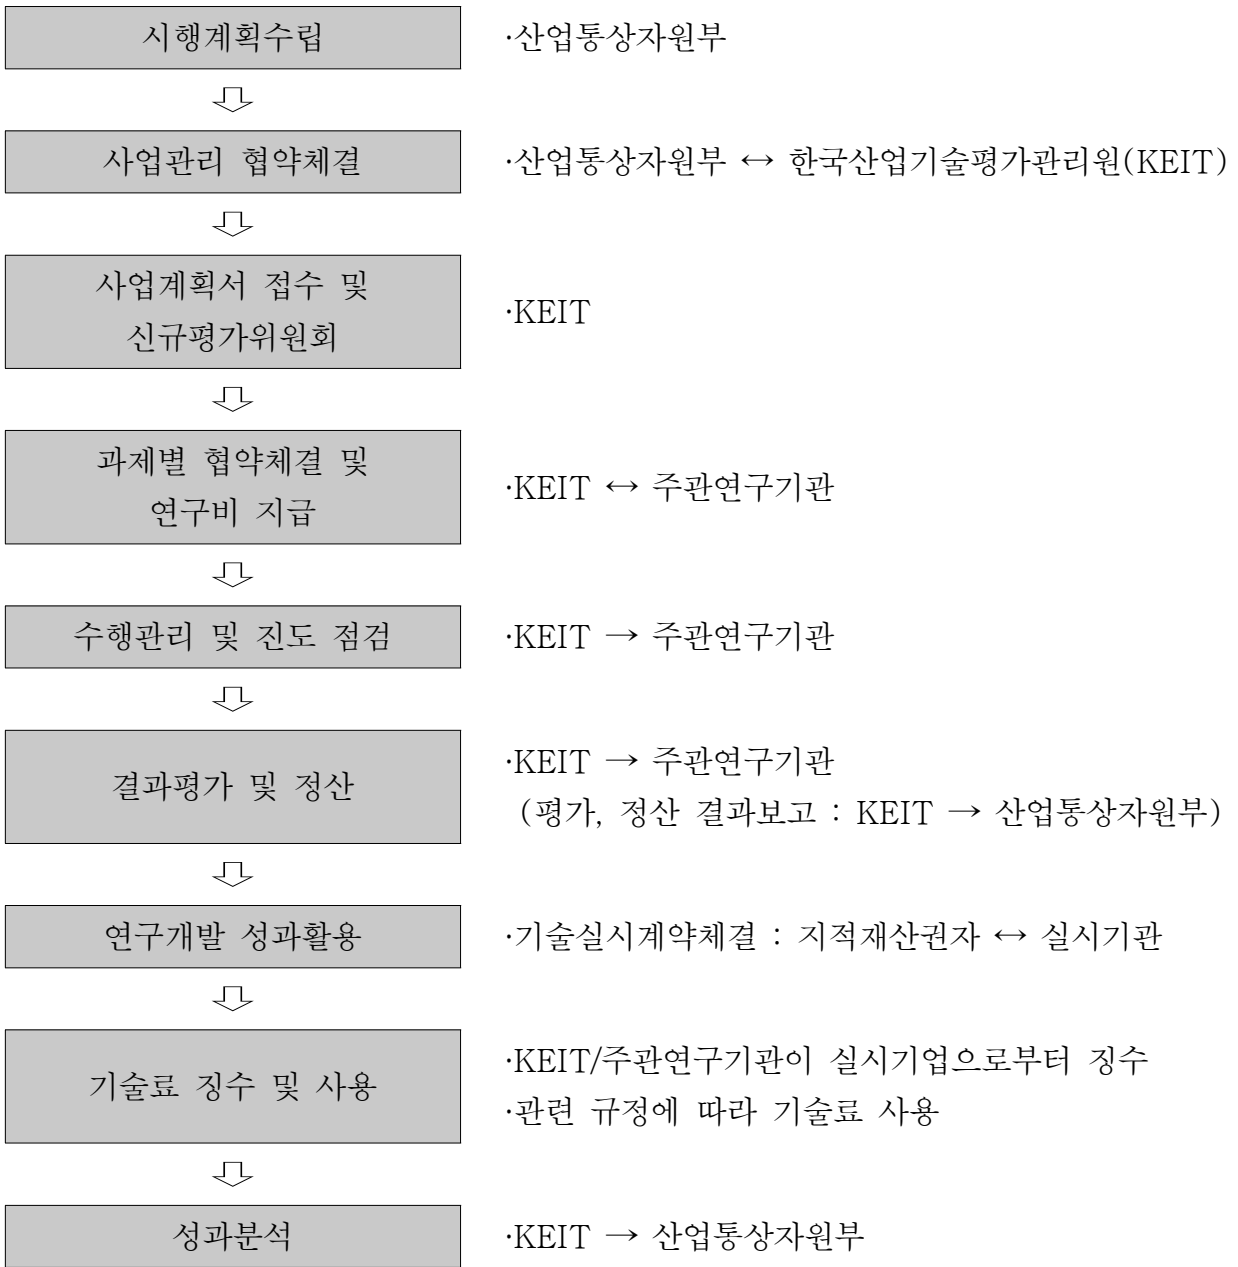 시행계획수립 ·산업통상자원부
사업관리 협약체결 ·산업통상자원부 ↔ 한국산업기술평가관리원(KEIT)
사업계획서 접수 및
신규평가위원회
·KEIT
과제별 협약체결 및
연구비 지급
·KEIT ↔ 주관연구기관
수행관리 및 진도 점검 ·KEIT → 주관연구기관
결과평가 및 정산
·KEIT → 주관연구기관
(평가, 정산 결과보고 : KEIT → 산업통상자원부)
연구개발 성과활용 ·기술실시계약체결 : 지적재산권자 ↔ 실시기관
기술료 징수 및 사용
·KEIT/주관연구기관이 실시기업으로부터 징수
·관련 규정에 따라 기술료 사용
성과분석 ·KEIT → 산업통상자원부